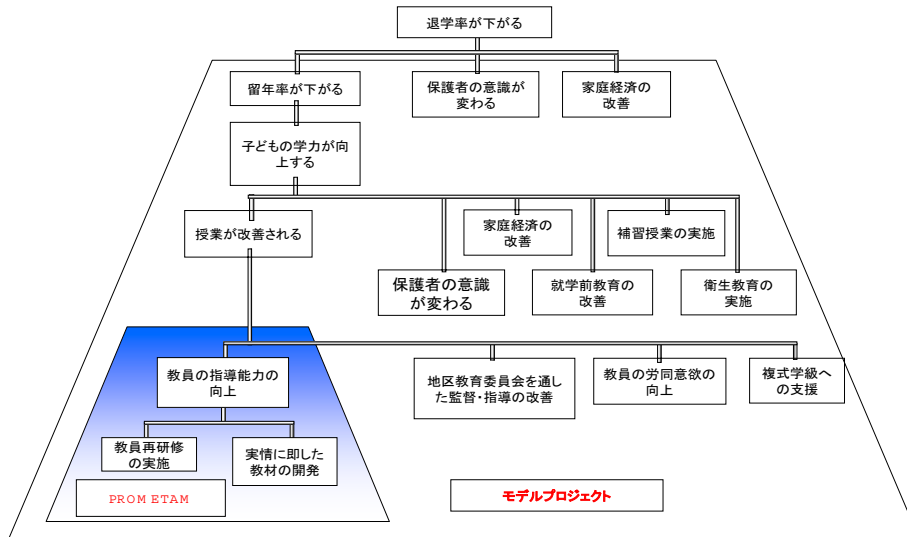 退学率が下がる
留年率が下がる
保護者の意識が
変わる
家庭経済の
改善
子どもの学力が向
上する
授業が改善される
家庭経済の
改善
補習授業の実施
保護者の意識
が変わる
就学前教育の
改善
衛生教育の
実施
教員の指導能力の
向上
地区教育委員会を通し
た監督・指導の改善
教員の労同意欲の
向上
複式学級へ
の支援
教員再研修
の実施
実情に即した
教材の開発
PROMETAM
モデルプロジェクト